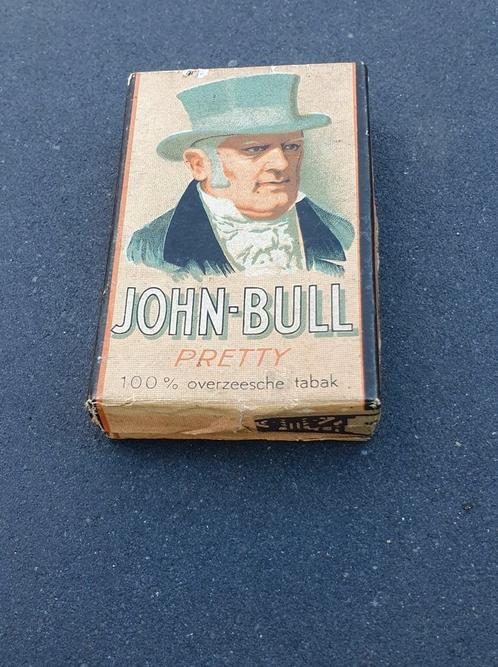 JOHN-BULL
PRETTY
100% overzeesche tabak.